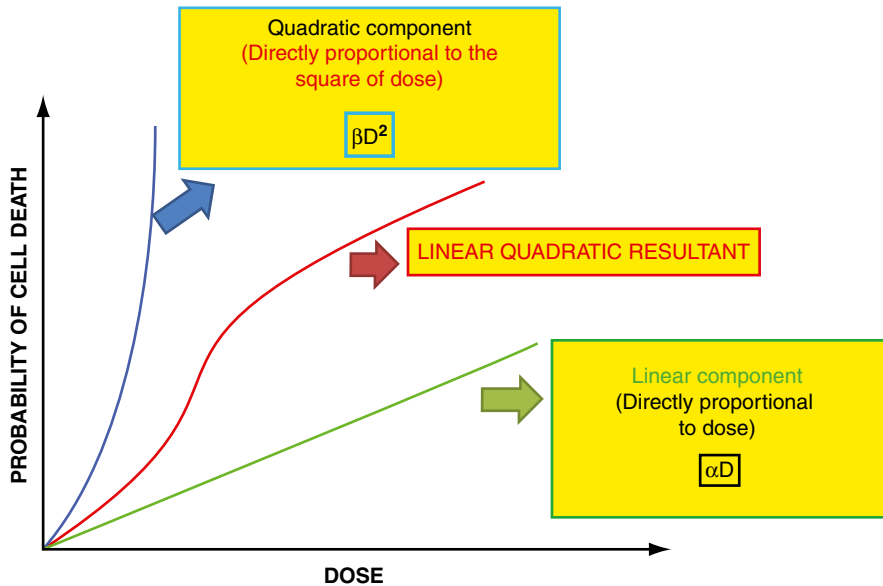 Quadratic component
(Directly proportional to the
square of dose)
βD²
LINEAR QUADRATIC RESULTANT
Linear component
(Directly proportional
to dose)
αD
PROBABILITY OF CELL DEATH
DOSE